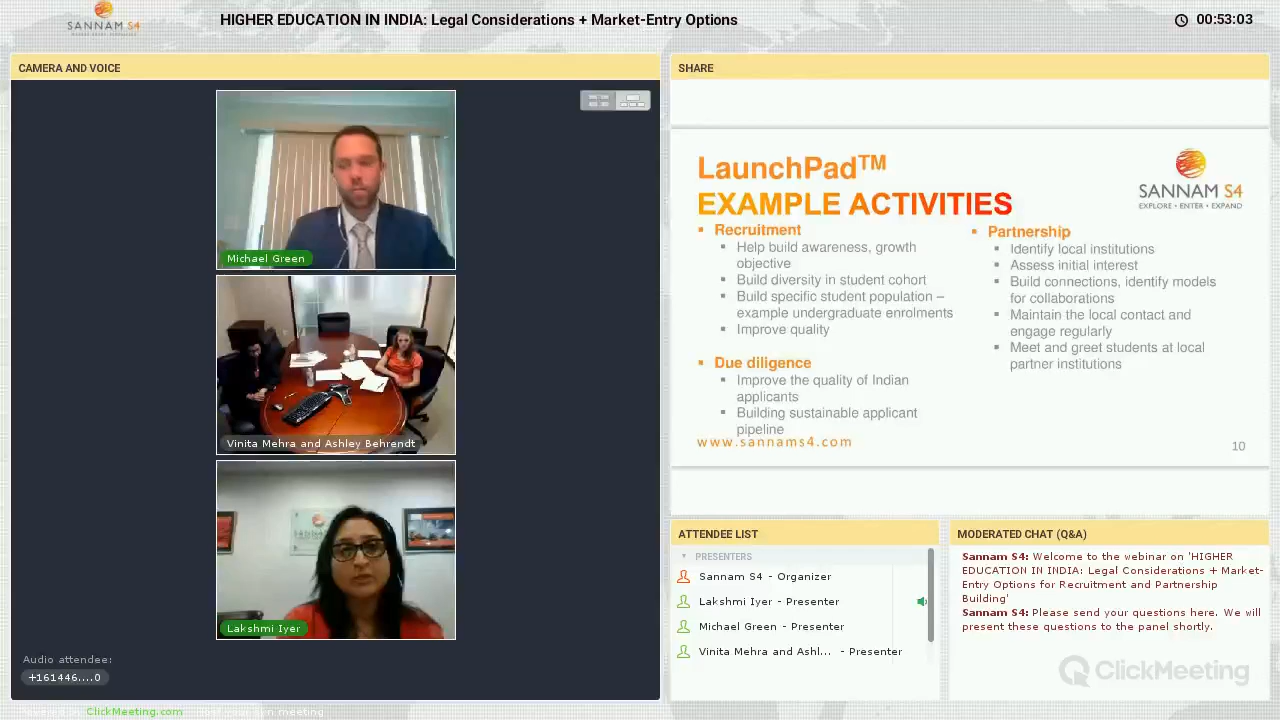 SANNAM S4
HIGHER EDUCATION IN INDIA: Legal Considerations + Market-Entry Options
00:53:03
CAMERA AND VOICE
Michael Green
Vinita Mehra and Ashley Behrendt
Lakshmi Iyer
Audio attendee:
+161446....0
ClickMeeting.com
SHARE
LaunchPad™
EXAMPLE ACTIVITIES
SANNAM S4
EXPLORE • ENTER • EXPAND
▪ Recruitment
▪ Help build awareness, growth
objective
▪ Build diversity in student cohort
▪ Build specific student population –
example undergraduate enrolments
▪ Improve quality
▪ Due diligence
▪ Improve the quality of Indian
applicants
▪ Building sustainable applicant
pipeline
▪ Partnership
▪ Identify local institutions
▪ Assess initial interest
▪ Build connections, identify models
for collaborations
▪ Maintain the local contact and
engage regularly
▪ Meet and greet students at local
partner institutions
www.sannams4.com
10
ATTENDEE LIST
PRESENTERS
Sannam S4 - Organizer
Lakshmi Iyer - Presenter
Michael Green - Presenter
Vinita Mehra and Ashl... - Presenter
MODERATED CHAT (Q&A)
Sannam S4: Welcome to the webinar on 'HIGHER
EDUCATION IN INDIA: Legal Considerations + Market-
Entry Options for Recruitment and Partnership
Building'
Sannam S4: Please send your questions here. We will
present these questions to the panel shortly.
ClickMeeting